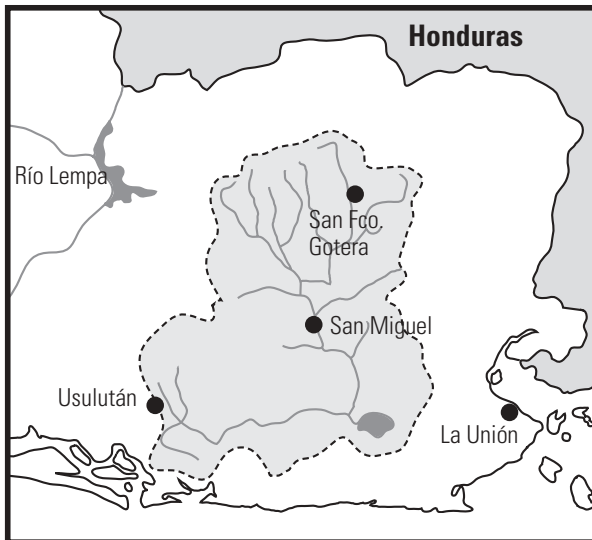 Honduras
Río Lempa
San Fco.
Gotera
San Miguel
Usulután
La Unión